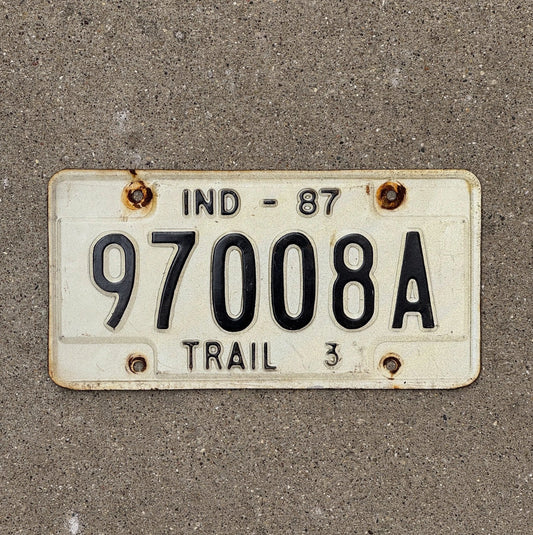 IND - 87
97008A
TRAIL 3